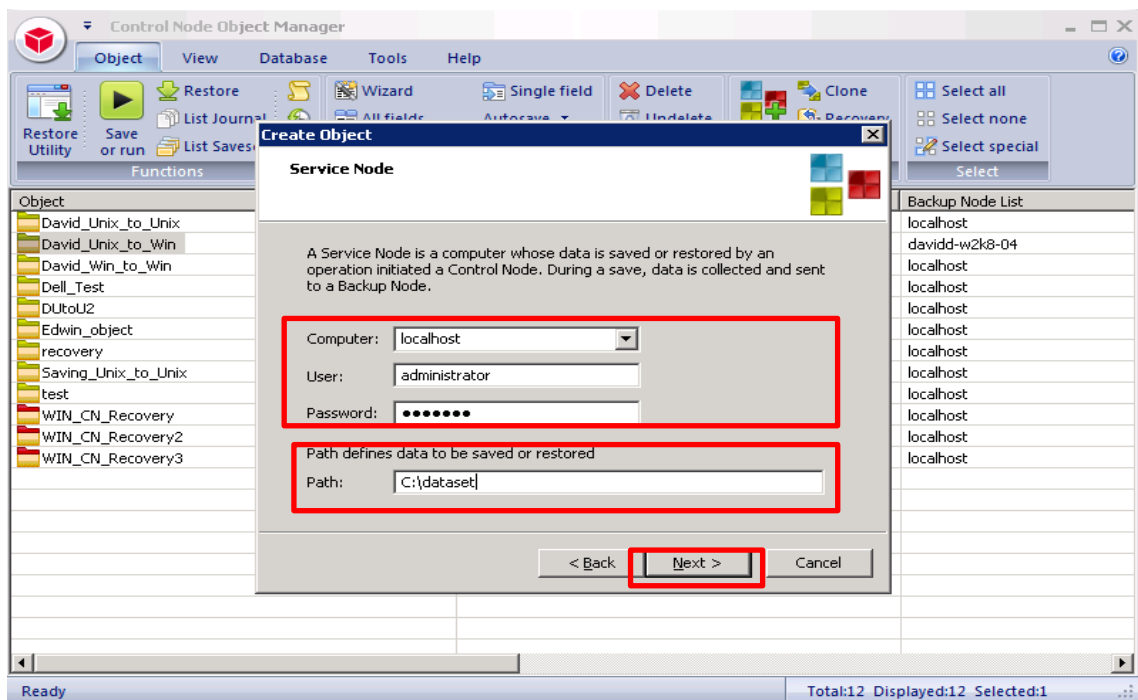 Control Node Object Manager
Object View Database Tools Help
Restore Utility
Save or run
Restore
List Journal
List Saves
Functions
Wizard
All fields
Single field
Autosave
Delete
Undelete
Clone
Recovery
Select all
Select none
Select special
Select
Object
David_Unix_to_Unix
David_Unix_to_Win
David_Win_to_Win
Dell_Test
DUtoU2
Edwin_object
recovery
Saving_Unix_to_Unix
test
WIN_CN_Recovery
WIN_CN_Recovery2
WIN_CN_Recovery3
Create Object
Service Node
A Service Node is a computer whose data is saved or restored by an
operation initiated a Control Node. During a save, data is collected and sent
to a Backup Node.
Computer: localhost
User: administrator
Password: ●●●●●●●
Path defines data to be saved or restored
Path: C:\dataset
< Back Next > Cancel
Backup Node List
localhost
davidd-w2k8-04
localhost
localhost
localhost
localhost
localhost
localhost
localhost
localhost
localhost
localhost
Ready Total:12 Displayed:12 Selected:1